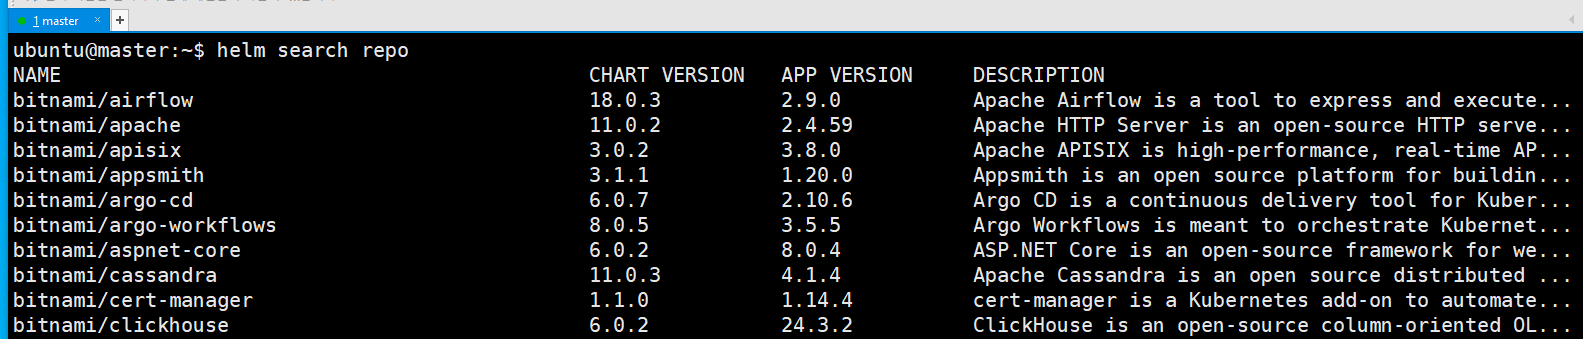 1 master × +
ubuntu@master:~$ helm search repo
NAME CHART VERSION APP VERSION DESCRIPTION
bitnami/airflow 18.0.3 2.9.0 Apache Airflow is a tool to express and execute...
bitnami/apache 11.0.2 2.4.59 Apache HTTP Server is an open-source HTTP serve...
bitnami/apisix 3.0.2 3.8.0 Apache APISIX is high-performance, real-time AP...
bitnami/appsmith 3.1.1 1.20.0 Appsmith is an open source platform for buildin...
bitnami/argo-cd 6.0.7 2.10.6 Argo CD is a continuous delivery tool for Kuber...
bitnami/argo-workflows 8.0.5 3.5.5 Argo Workflows is meant to orchestrate Kubernet...
bitnami/aspnet-core 6.0.2 8.0.4 ASP.NET Core is an open-source framework for we...
bitnami/cassandra 11.0.3 4.1.4 Apache Cassandra is an open source distributed ...
bitnami/cert-manager 1.1.0 1.14.4 cert-manager is a Kubernetes add-on to automate...
bitnami/clickhouse 6.0.2 24.3.2 ClickHouse is an open-source column-oriented OL...